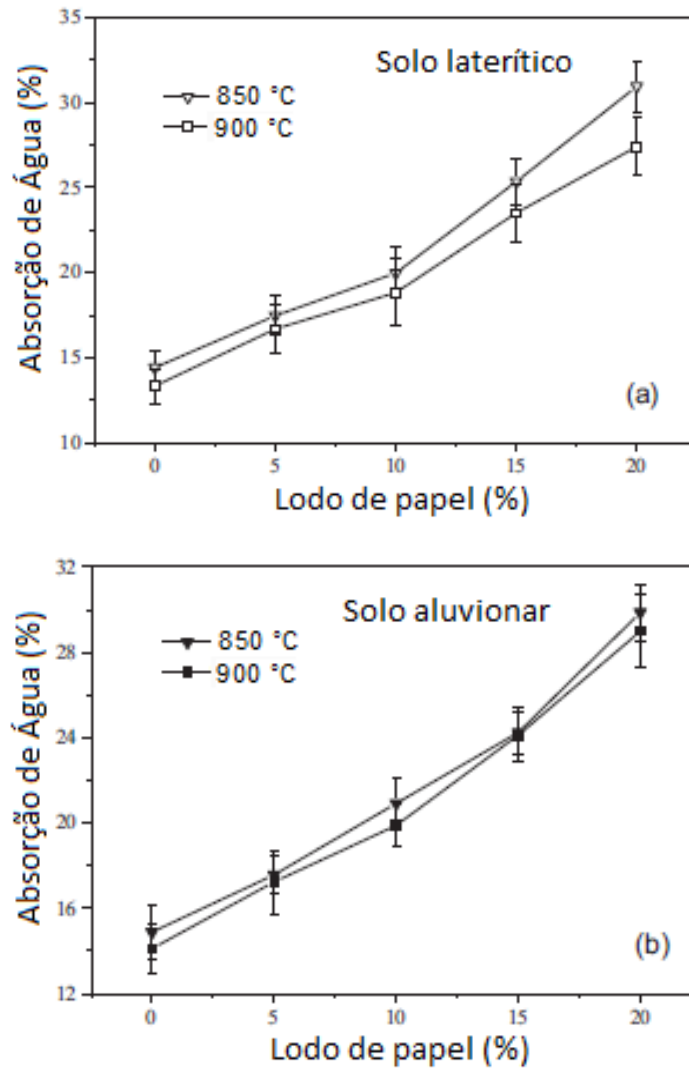 35
30
25
20
15
10
Absorção de Água (%)
Solo laterítico
850 °C
900 °C
(a)
0 5 10 15 20
Lodo de papel (%)
32
28
24
20
16
12
Absorção de Água (%)
Solo aluvionar
850 °C
900 °C
(b)
0 5 10 15 20
Lodo de papel (%)